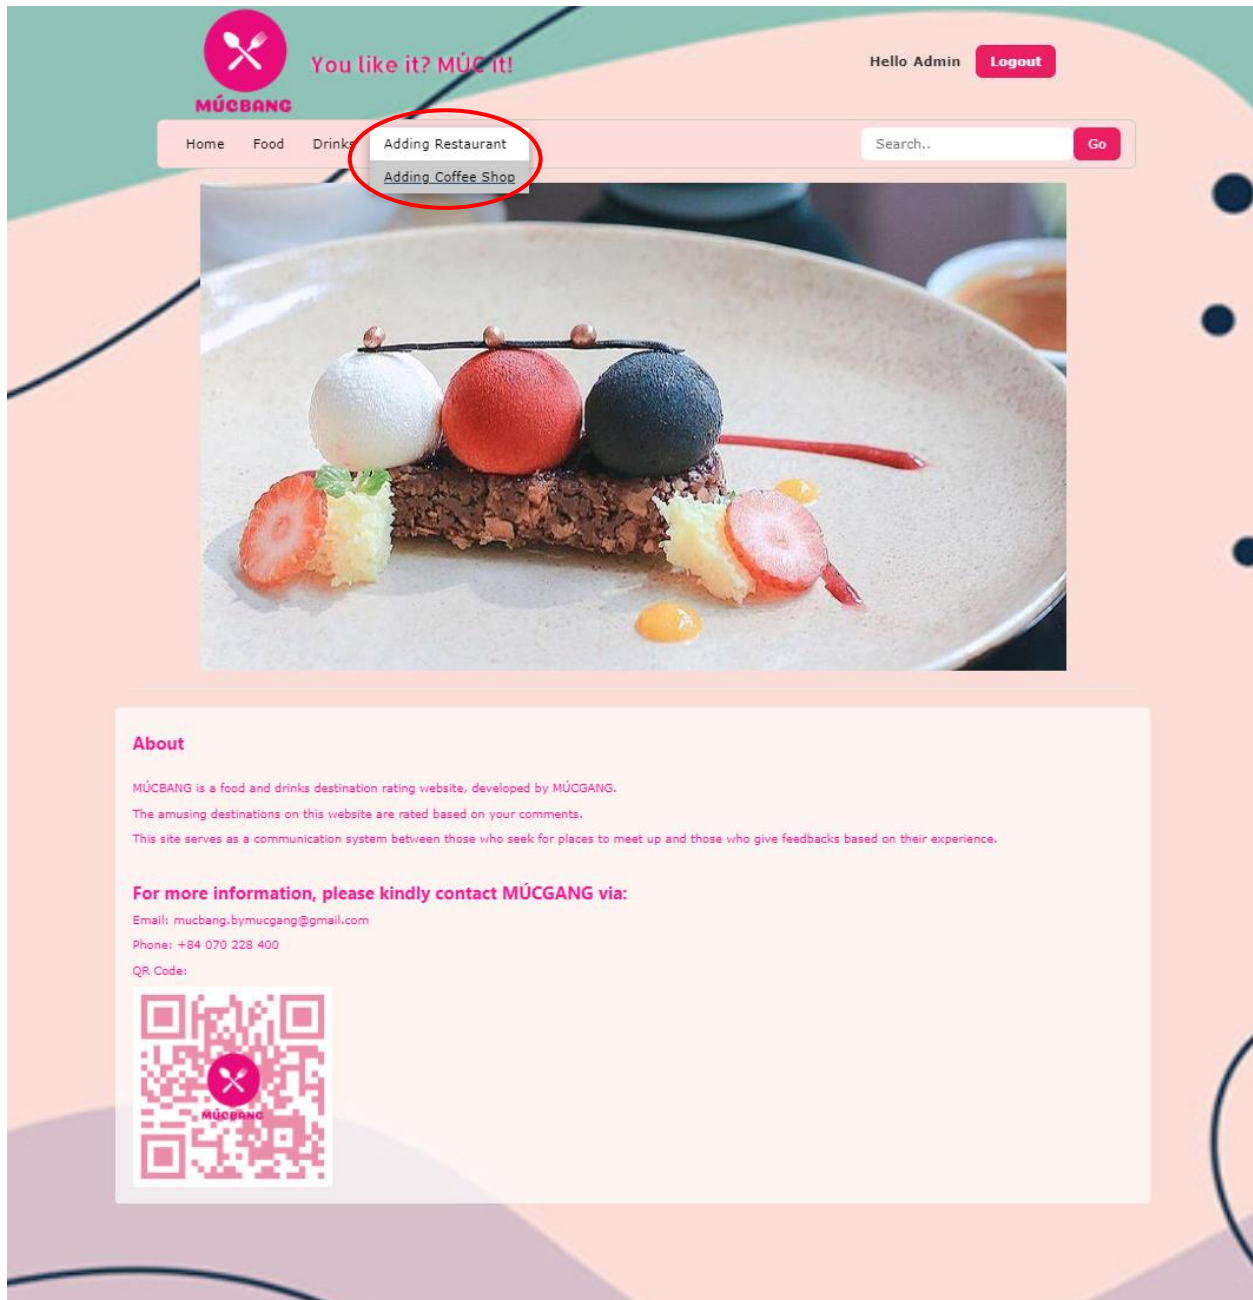 MÚCBANG
You like it? MÚC it!
Hello Admin Logout
Home Food Drinks Adding Restaurant Search.. Go
Adding Coffee Shop
About
MÚCBANG is a food and drinks destination rating website, developed by MÚCGANG.
The amusing destinations on this website are rated based on your comments.
This site serves as a communication system between those who seek for places to meet up and those who give feedbacks based on their experience.
For more information, please kindly contact MÚCGANG via:
Email: mucbang.bymucgang@gmail.com
Phone: +84 070 228 400
QR Code:
MÚCBANG